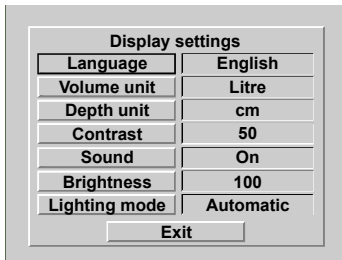 Display settings
Language English
Volume unit Litre
Depth unit cm
Contrast 50
Sound On
Brightness 100
Lighting mode Automatic
Exit